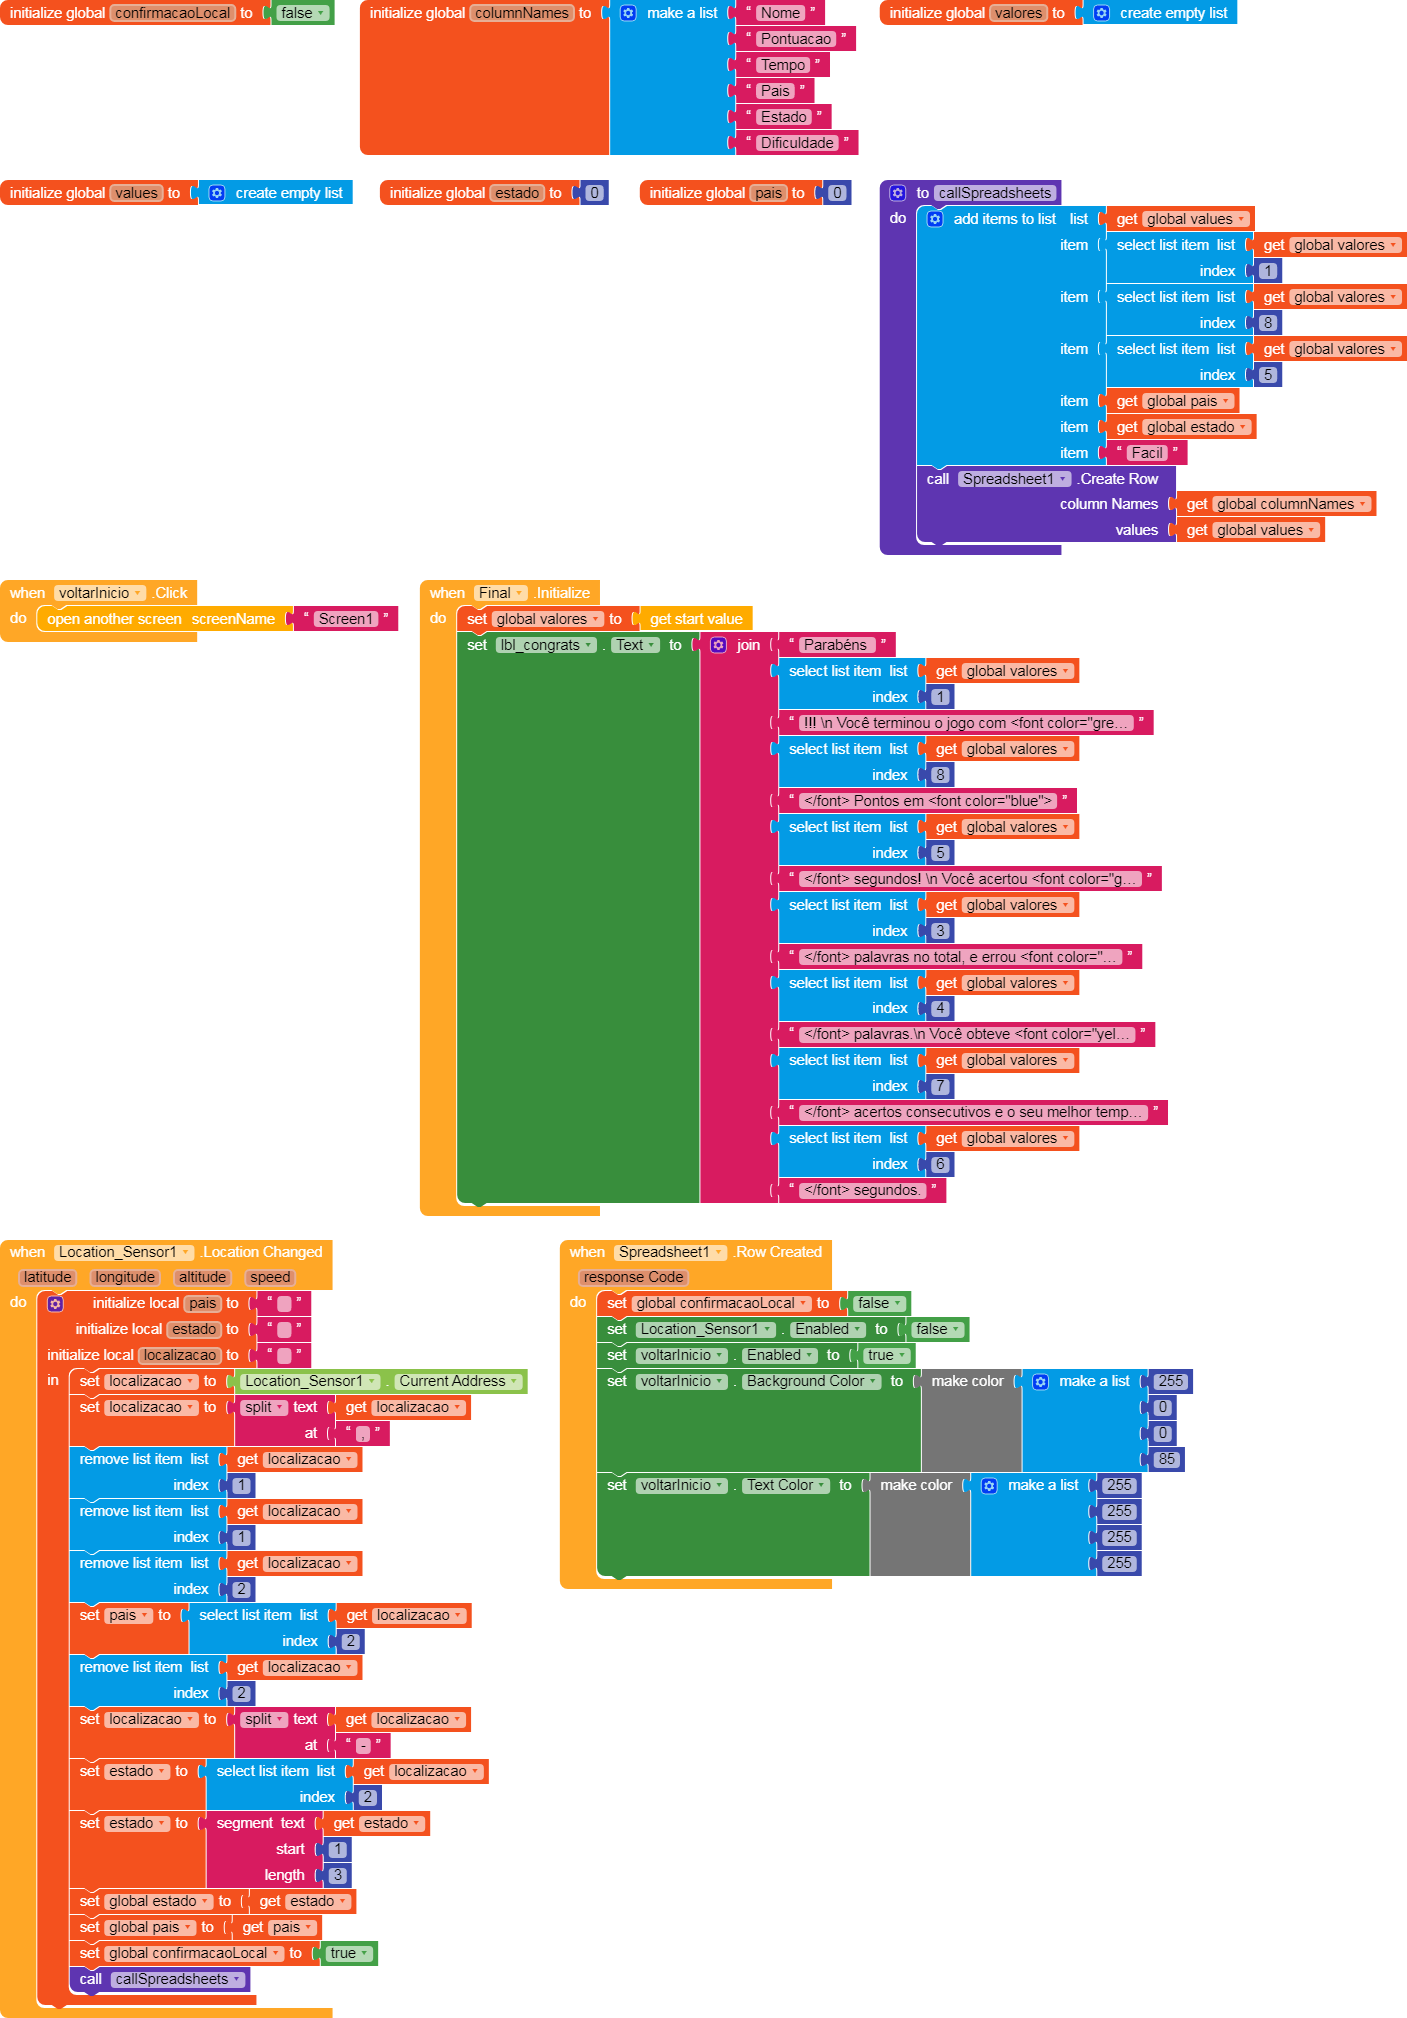 initialize global confirmacaoLocal to false
initialize global columnNames to make a list “ Nome ”
“ Pontuacao ”
“ Tempo ”
“ Pais ”
“ Estado ”
“ Dificuldade ”
initialize global valores to create empty list
initialize global values to create empty list
initialize global estado to 0
initialize global pais to 0
to callSpreadsheets
do add items to list list get global values
item select list item list get global valores
index 1
item select list item list get global valores
index 8
item select list item list get global valores
index 5
item get global pais
item get global estado
item “ Facil ”
call Spreadsheet1 .Create Row
column Names get global columnNames
values get global values
when voltarInicio .Click
do open another screen screenName “ Screen1 ”
when Final .Initialize
do set global valores to get start value
set lbl_congrats . Text to join “ Parabéns ”
select list item list get global valores
index 1
“ !!! \n Você terminou o jogo com <font color="gre... ”
select list item list get global valores
index 8
“ </font> Pontos em <font color="blue"> ”
select list item list get global valores
index 5
“ </font> segundos! \n Você acertou <font color="g... ”
select list item list get global valores
index 3
“ </font> palavras no total, e errou <font color="... ”
select list item list get global valores
index 4
“ </font> palavras.\n Você obteve <font color="yel... ”
select list item list get global valores
index 7
“ </font> acertos consecutivos e o seu melhor temp... ”
select list item list get global valores
index 6
“ </font> segundos. ”
when Location_Sensor1 .Location Changed
latitude longitude altitude speed
do initialize local pais to “ ”
initialize local estado to “ ”
initialize local localizacao to “ ”
in set localizacao to Location_Sensor1 . Current Address
set localizacao to split text get localizacao
at “ , ”
remove list item list get localizacao
index 1
remove list item list get localizacao
index 1
remove list item list get localizacao
index 2
set pais to select list item list get localizacao
index 2
remove list item list get localizacao
index 2
set localizacao to split text get localizacao
at “ - ”
set estado to select list item list get localizacao
index 2
set estado to segment text get estado
start 1
length 3
set global estado to get estado
set global pais to get pais
set global confirmacaoLocal to true
call callSpreadsheets
when Spreadsheet1 .Row Created
response Code
do set global confirmacaoLocal to false
set Location_Sensor1 . Enabled to false
set voltarInicio . Enabled to true
set voltarInicio . Background Color to make color make a list 255
0
0
85
set voltarInicio . Text Color to make color make a list 255
255
255
255